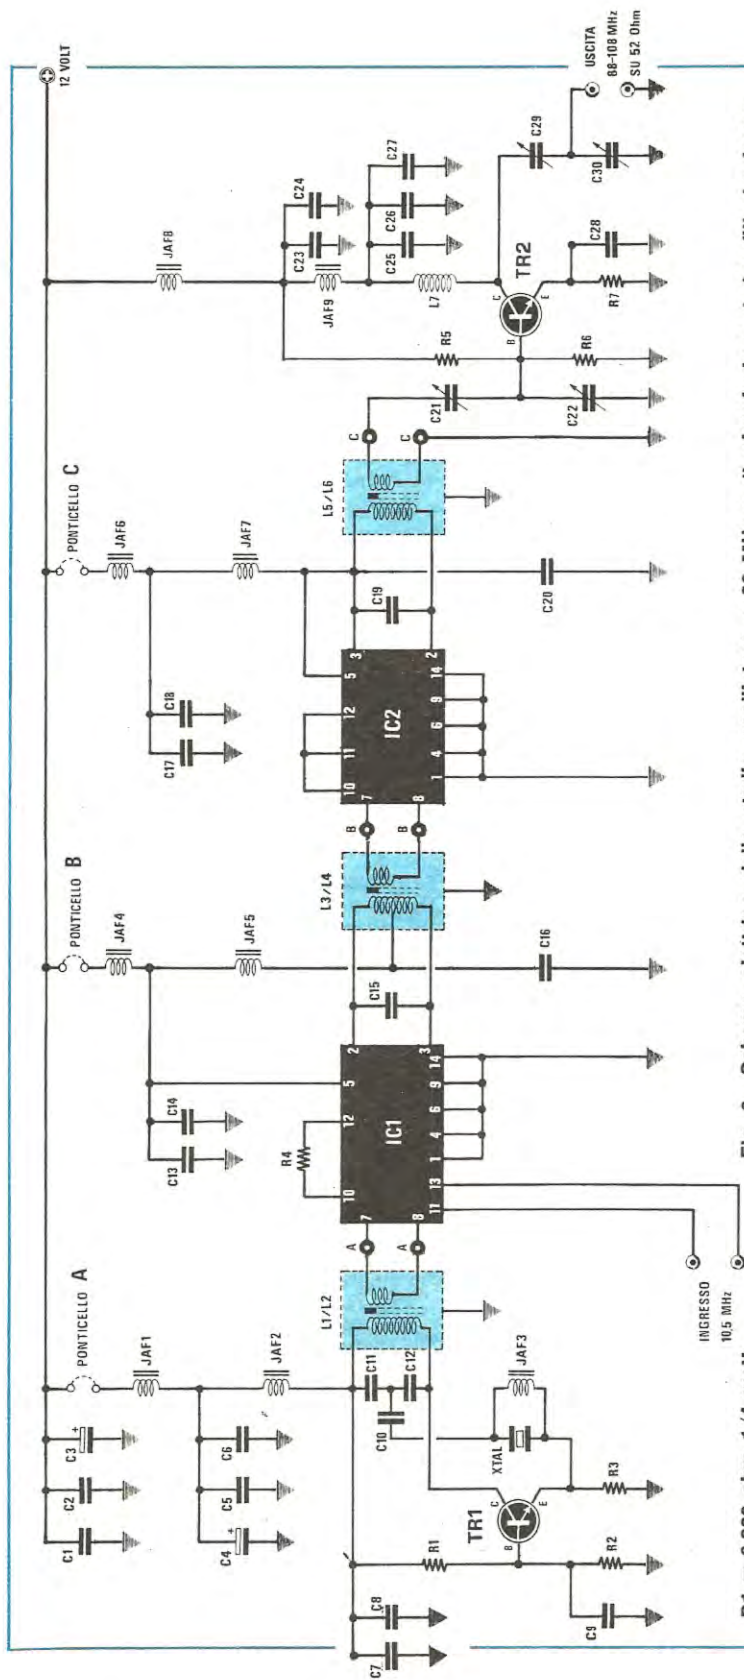 12 VOLT
C1
C2
C3
+
PONTICELLO A
JAF1
C4
+
C5
C6
JAF2
C7
C8
R1
C9
R2
B
C
E
TR1
R3
XTAL
JAF3
C10
C11
C12
L1/L2
A
A
INGRESSO
10,5 MHz
PONTICELLO B
JAF4
C13
C14
JAF5
R4
10
12
5
2
7
IC1
8
11
13
1
4
6
9
14
3
C15
C16
L3/L4
B
B
PONTICELLO C
JAF6
C17
C18
JAF7
10
11
12
5
3
7
IC2
8
1
4
6
9
14
2
C19
C20
L5/L6
C
C
JAF8
C23
C24
JAF9
C25
C26
C27
L7
R5
C21
C22
R6
B
C
E
TR2
R7
C28
C29
C30
USCITA
88-108 MHz
SU 52 Ohm